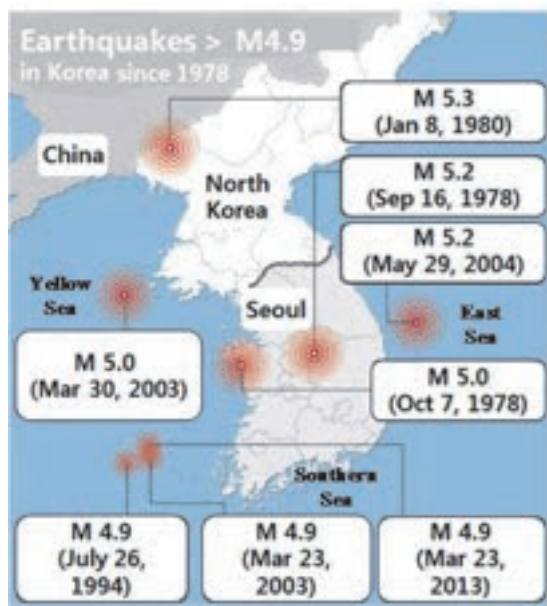 Earthquakes > M4.9
in Korea since 1978
M 5.3
(Jan 8, 1980)
China
M 5.2
(Sep 16, 1978)
North
Korea
M 5.2
(May 29, 2004)
Yellow
Sea
Seoul
East
Sea
M 5.0
(Mar 30, 2003)
M 5.0
(Oct 7, 1978)
Southern
Sea
M 4.9
(July 26,
1994)
M 4.9
(Mar 23,
2003)
M 4.9
(Mar 23,
2013)